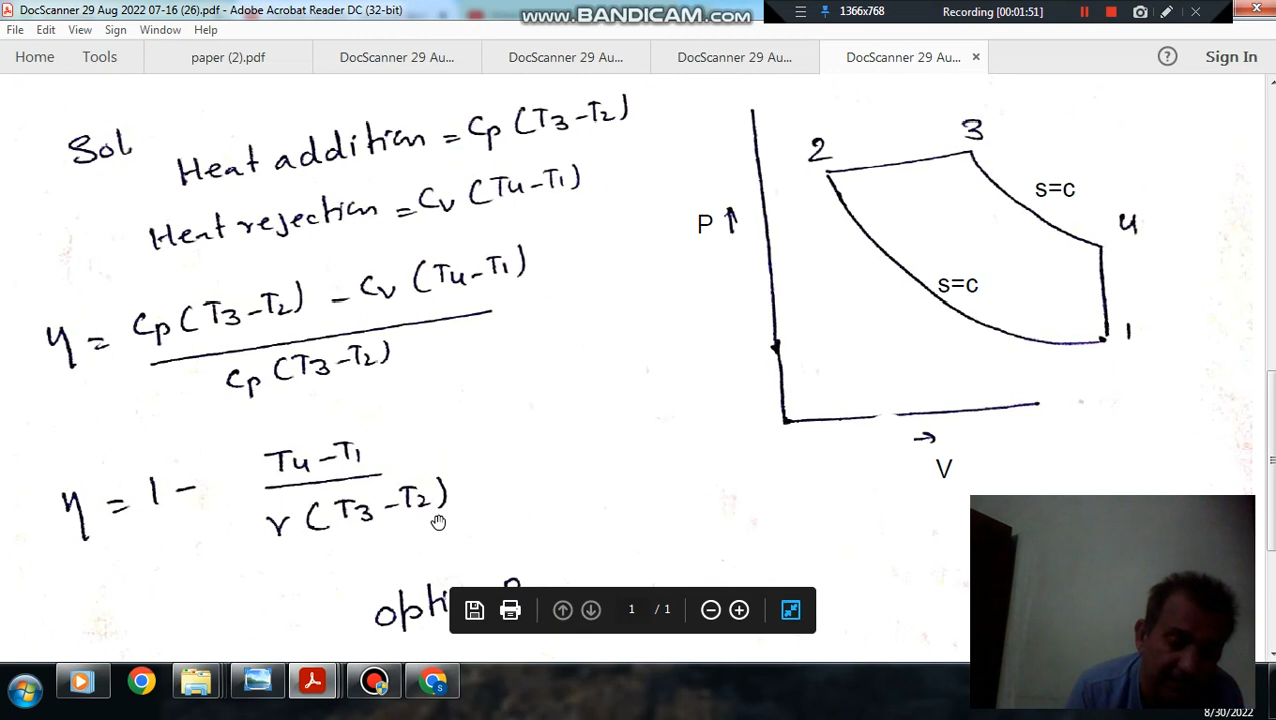 DocScanner 29 Aug 2022 07-16 (26).pdf - Adobe Acrobat Reader DC (32-bit)
www.BANDICAM.com
1366x768
Recording [00:01:51]
File Edit View Sign Window Help
Home Tools paper (2).pdf DocScanner 29 Au... DocScanner 29 Au... DocScanner 29 Au... DocScanner 29 Au... × ? Sign In
Sol Heat addition = Cp (T3-T2)
Heat rejection = Cv (T4-T1)
η = Cp (T3-T2) - Cv (T4-T1)
Cp (T3-T2)
η = 1 - T4-T1
γ (T3-T2)
2
3
s=c
4
P ↑
s=c
1
→
V
1 / 1
8/30/2022